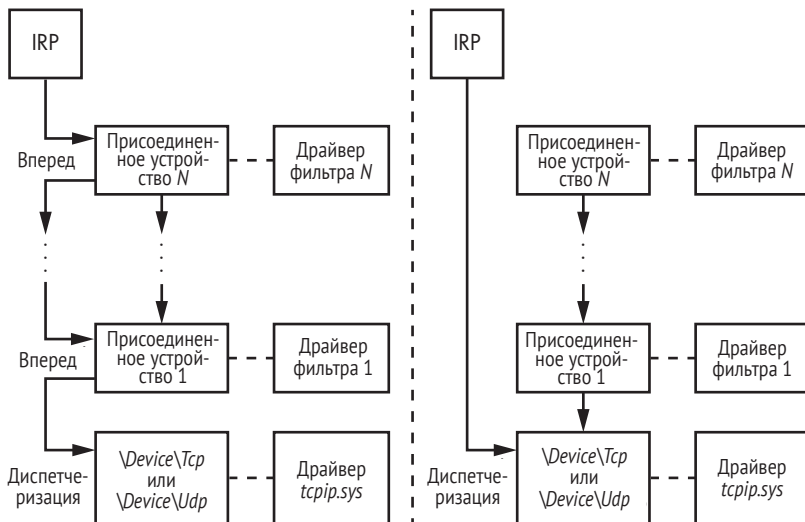 IRP
Вперед
Присоединен-
ное устрой-
ство N
Драйвер
фильтра N
Вперед
Присоединен-
ное устрой-
ство 1
Драйвер
фильтра 1
Диспетче-
ризация
\Device\Tcp
или
\Device\Udp
Драйвер
tcpip.sys
IRP
Присоединен-
ное устрой-
ство N
Драйвер
фильтра N
Присоединен-
ное устрой-
ство 1
Драйвер
фильтра 1
Диспетче-
ризация
\Device\Tcp
или
\Device\Udp
Драйвер
tcpip.sys